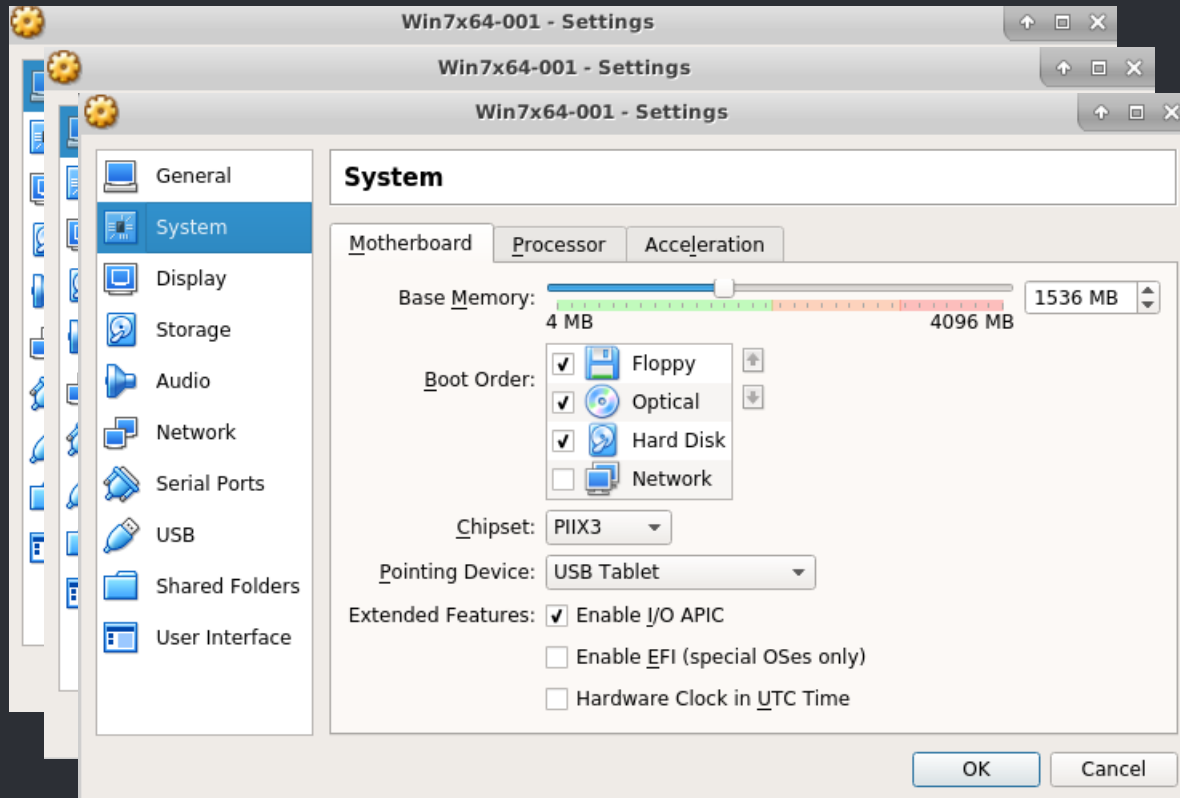 Win7x64-001 - Settings
Win7x64-001 - Settings
Win7x64-001 - Settings
General
System
Display
Storage
Audio
Network
Serial Ports
USB
Shared Folders
User Interface
System
Motherboard Processor Acceleration
Base Memory: 1536 MB
4 MB 4096 MB
Boot Order:
Floppy
Optical
Hard Disk
Network
Chipset: PIIX3
Pointing Device: USB Tablet
Extended Features: Enable I/O APIC
Enable EFI (special OSes only)
Hardware Clock in UTC Time
OK Cancel